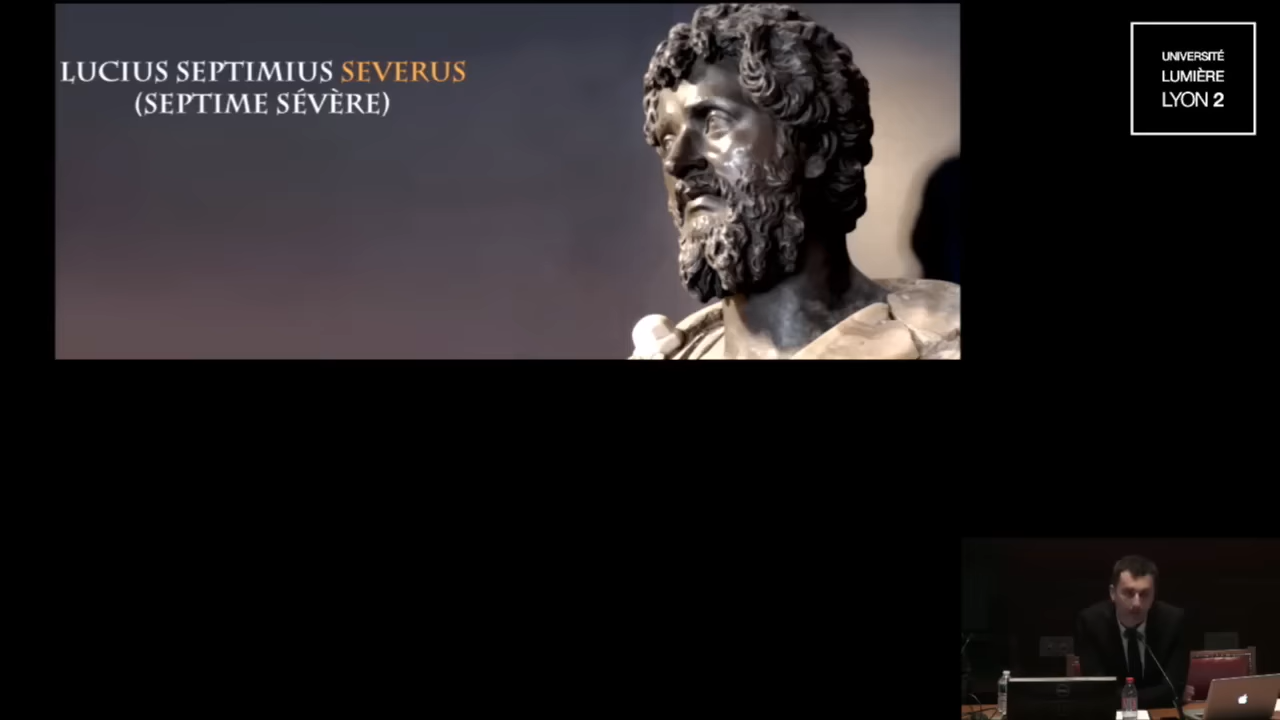 LUCIUS SEPTIMIUS SEVERUS
(SEPTIME SÉVÈRE)
UNIVERSITÉ
LUMIÈRE
LYON 2